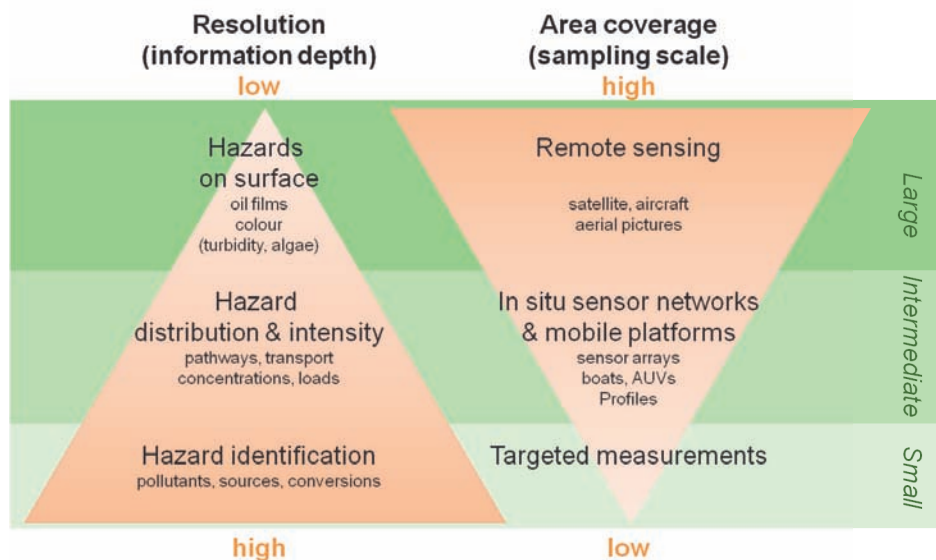 Resolution
(information depth)
low
Area coverage
(sampling scale)
high
Hazards
on surface
oil films
colour
(turbidity, algae)
Remote sensing
satellite, aircraft
aerial pictures
Large
Hazard
distribution & intensity
pathways, transport
concentrations, loads
In situ sensor networks
& mobile platforms
sensor arrays
boats, AUVs
Profiles
Intermediate
Hazard identification
pollutants, sources, conversions
Targeted measurements
Small
high
low